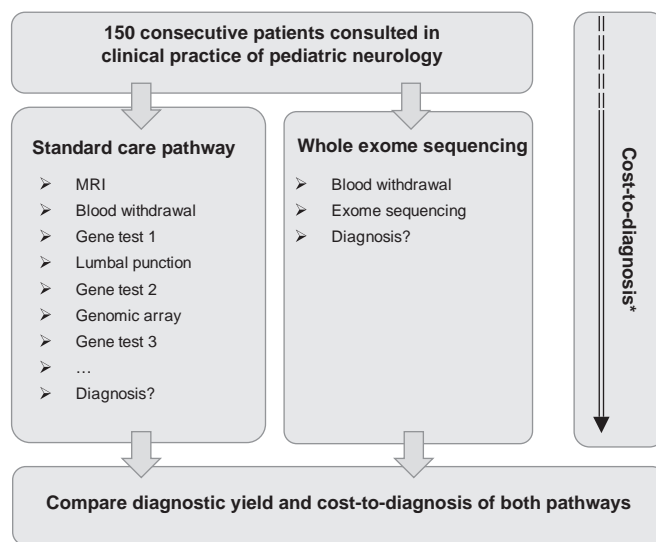 150 consecutive patients consulted in
clinical practice of pediatric neurology
Standard care pathway
➢ MRI
➢ Blood withdrawal
➢ Gene test 1
➢ Lumbal punction
➢ Gene test 2
➢ Genomic array
➢ Gene test 3
➢ …
➢ Diagnosis?
Whole exome sequencing
➢ Blood withdrawal
➢ Exome sequencing
➢ Diagnosis?
Cost-to-diagnosis*
Compare diagnostic yield and cost-to-diagnosis of both pathways